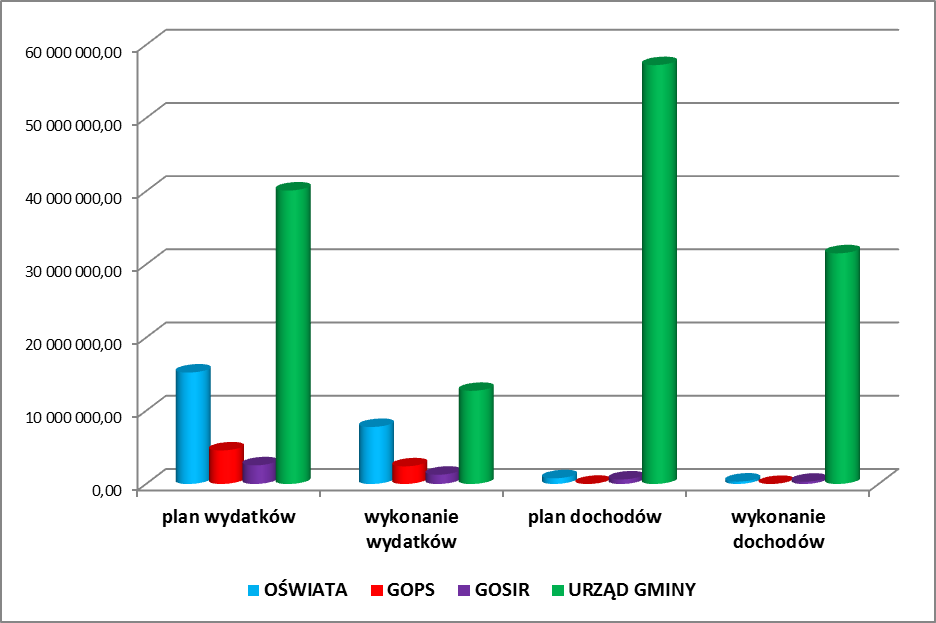 60 000 000,00
50 000 000,00
40 000 000,00
30 000 000,00
20 000 000,00
10 000 000,00
0,00
plan wydatków
wykonanie
wydatków
plan dochodów
wykonanie
dochodów
OŚWIATA GOPS GOSIR URZĄD GMINY